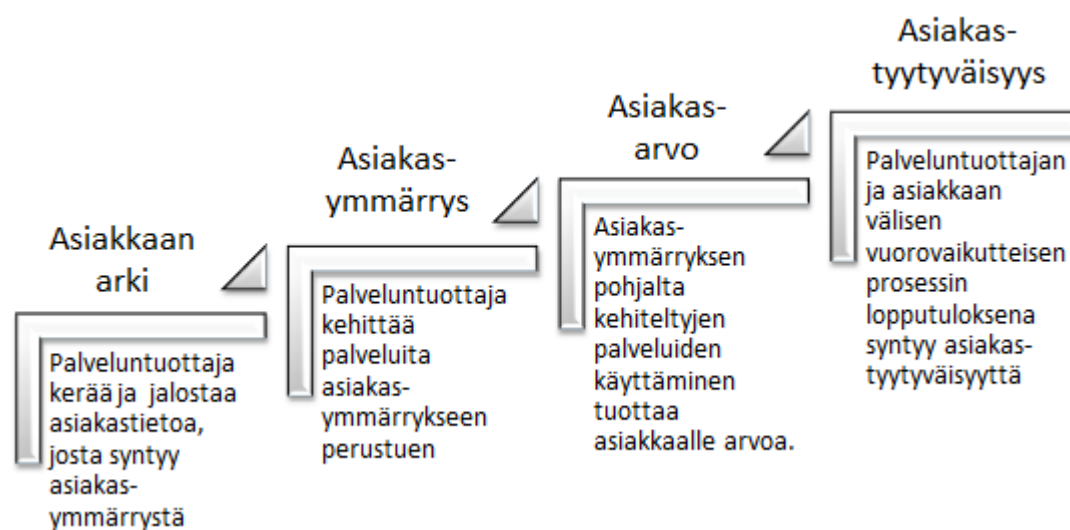 Asiakkaan
arki
Palveluntuottaja
kerää ja jalostaa
asiakastietoa,
josta syntyy
asiakas-
ymmärrystä
Asiakas-
ymmärrys
Palveluntuottaja
kehittää
palveluita
asiakas-
ymmärrykseen
perustuen
Asiakas-
arvo
Asiakas-
ymmärryksen
pohjalta
kehiteltyjen
palveluiden
käyttäminen
tuottaa
asiakkaalle arvoa.
Asiakas-
tyytyväisyys
Palveluntuottajan
ja asiakkaan
välisen
vuorovaikutteisen
prosessin
lopputuloksena
syntyy asiakas-
tyytyväisyyttä